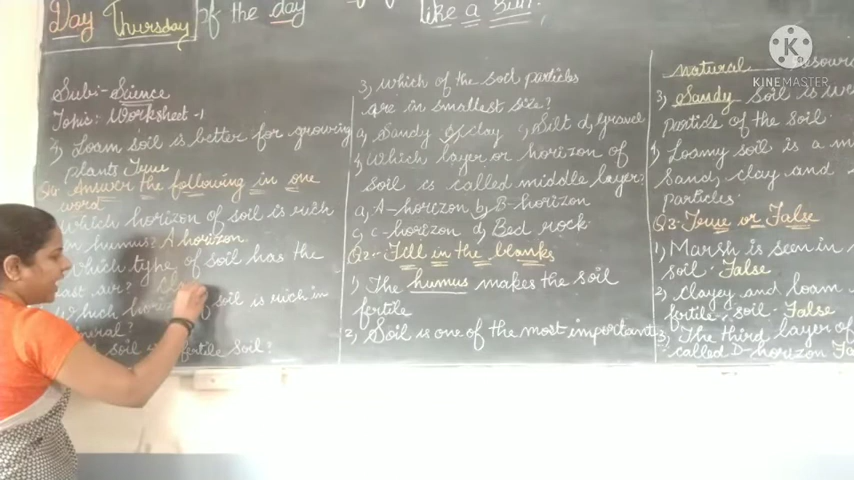 Day Thursday of the day
like a sun.
KINEMASTER
Sub:- Science
Topic: Worksheet-1
3, Loam soil is better for growing
plants True
Answer the following in one
word
Which horizon of soil is rich
in humus? A horizon
Which type of soil has the
air?
Which of soil is rich in
soil fertile soil?
3, which of the soil particles
are in smallest size?
a, Sandy b, clay c, Silt d, gravel
Which layer or horizon of
soil is called middle layer?
a, A-horizon b, B-horizon
c, C-horizon d, Bed rock
Q2- Fill in the blanks
1, The humus makes the soil
fertile
2, Soil is one of the most important
natural
3, Sandy soil is
particle of the soil.
Loamy soil is a
sand, clay and
particles.
Q3- True or False
1, Marsh is seen in
soil. False
2, clayey and loam
fertile soil. False
3, The third layer of
called D-horizon